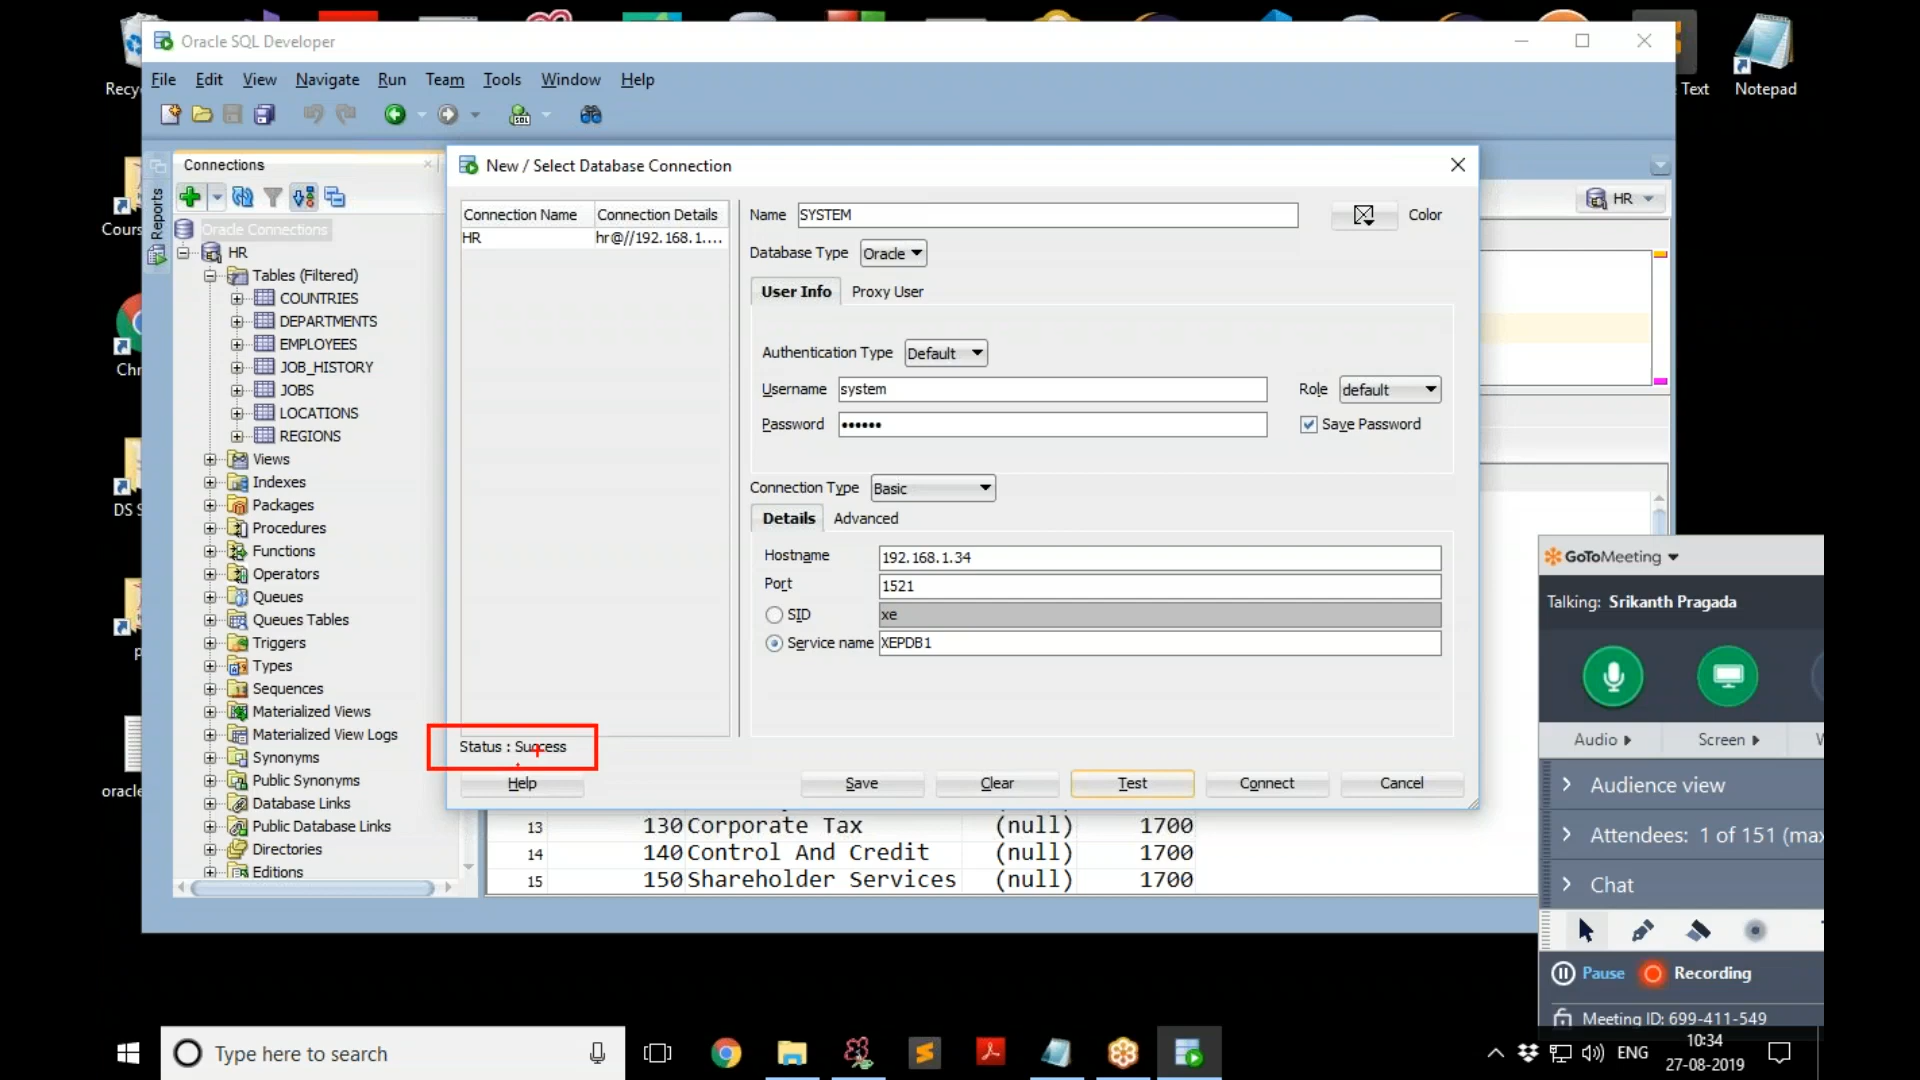 Oracle SQL Developer
File Edit View Navigate Run Team Tools Window Help
Text
Notepad
Connections
Reports
Oracle Connections
HR
Tables (Filtered)
COUNTRIES
DEPARTMENTS
EMPLOYEES
JOB_HISTORY
JOBS
LOCATIONS
REGIONS
Views
Indexes
Packages
Procedures
Functions
Operators
Queues
Queues Tables
Triggers
Types
Sequences
Materialized Views
Materialized View Logs
Synonyms
Public Synonyms
Database Links
Public Database Links
Directories
Editions
New / Select Database Connection
Connection Name Connection Details
HR hr@//192.168.1....
Name SYSTEM Color
Database Type Oracle
User Info Proxy User
Authentication Type Default
Username system Role default
Password •••••• Save Password
Connection Type Basic
Details Advanced
Hostname 192.168.1.34
Port 1521
SID xe
Service name XEPDB1
Status : Success
Help Save Clear Test Connect Cancel
HR
13 130 Corporate Tax (null) 1700
14 140 Control And Credit (null) 1700
15 150 Shareholder Services (null) 1700
GoToMeeting
Talking: Srikanth Pragada
Audio Screen
Audience view
Attendees: 1 of 151 (max
Chat
Pause Recording
Meeting ID: 699-411-549
Type here to search
ENG
10:34
27-08-2019